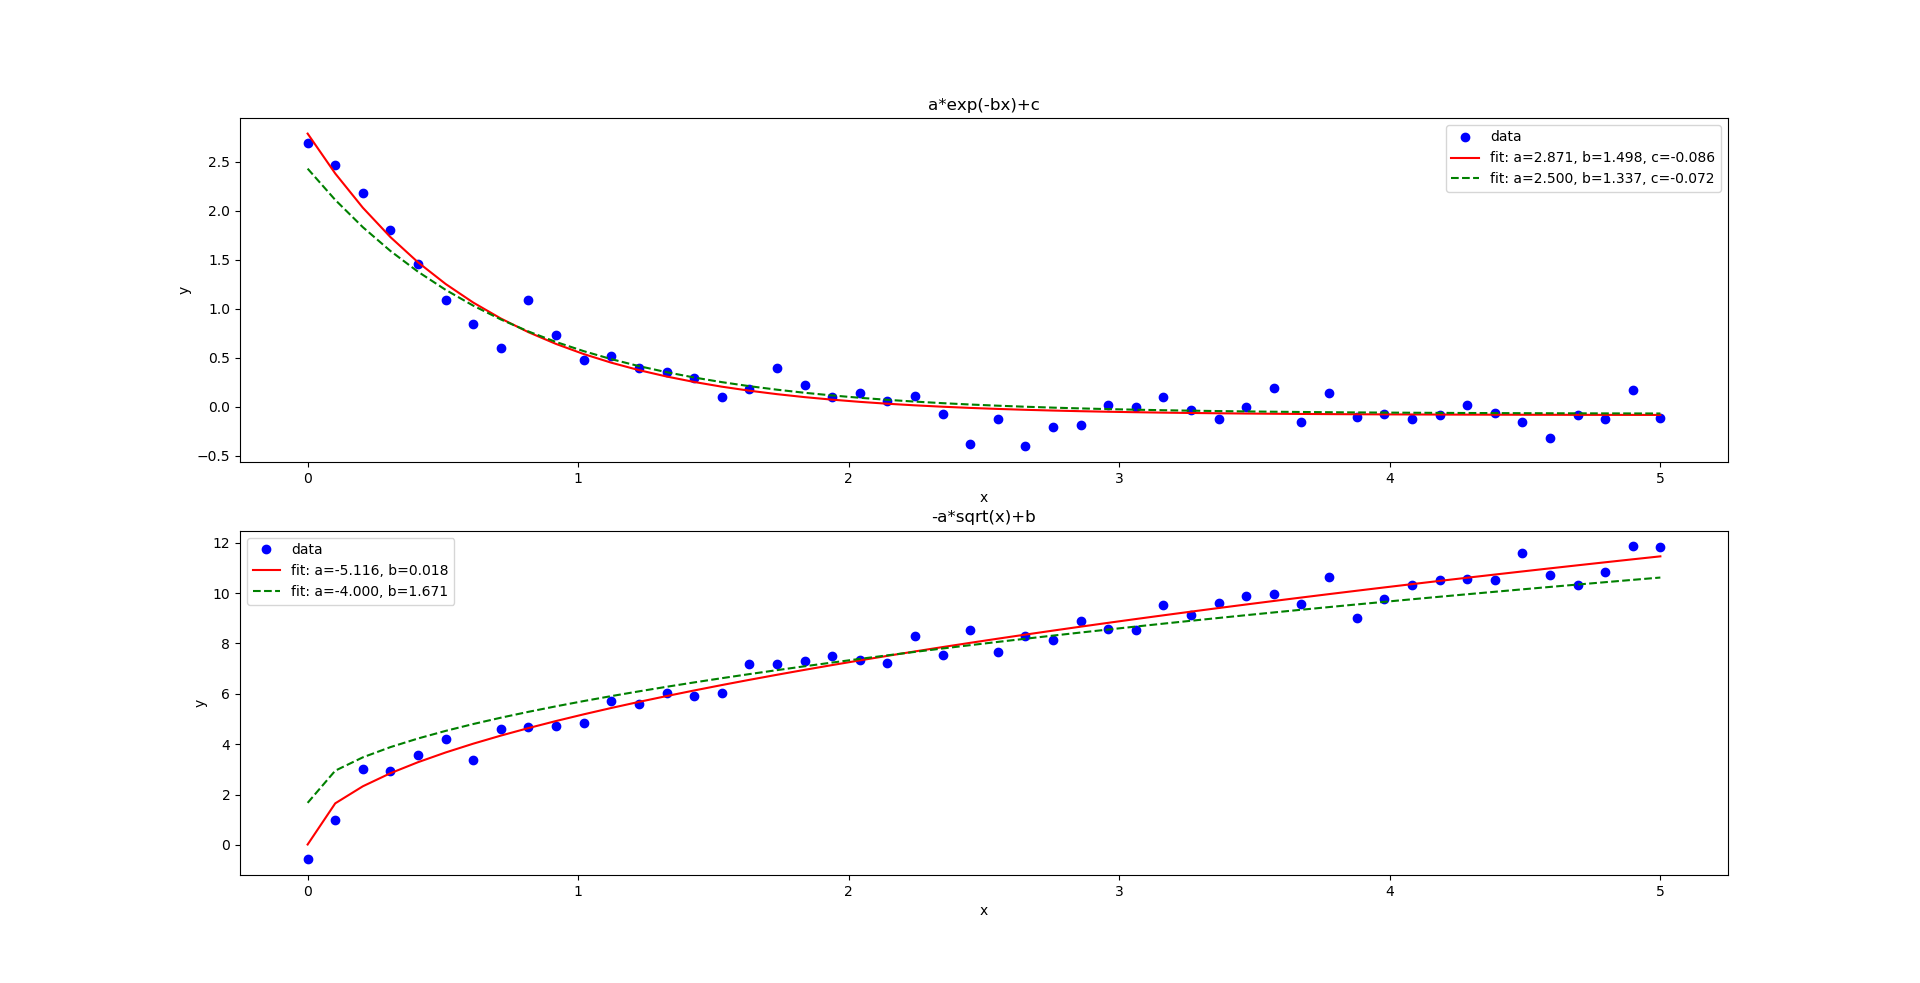 a*exp(-bx)+c
data
fit: a=2.871, b=1.498, c=-0.086
fit: a=2.500, b=1.337, c=-0.072
2.5
2.0
1.5
1.0
0.5
0.0
−0.5
y
0 1 2 3 4 5
x
-a*sqrt(x)+b
data
fit: a=-5.116, b=0.018
fit: a=-4.000, b=1.671
12
10
8
6
4
2
0
y
0 1 2 3 4 5
x